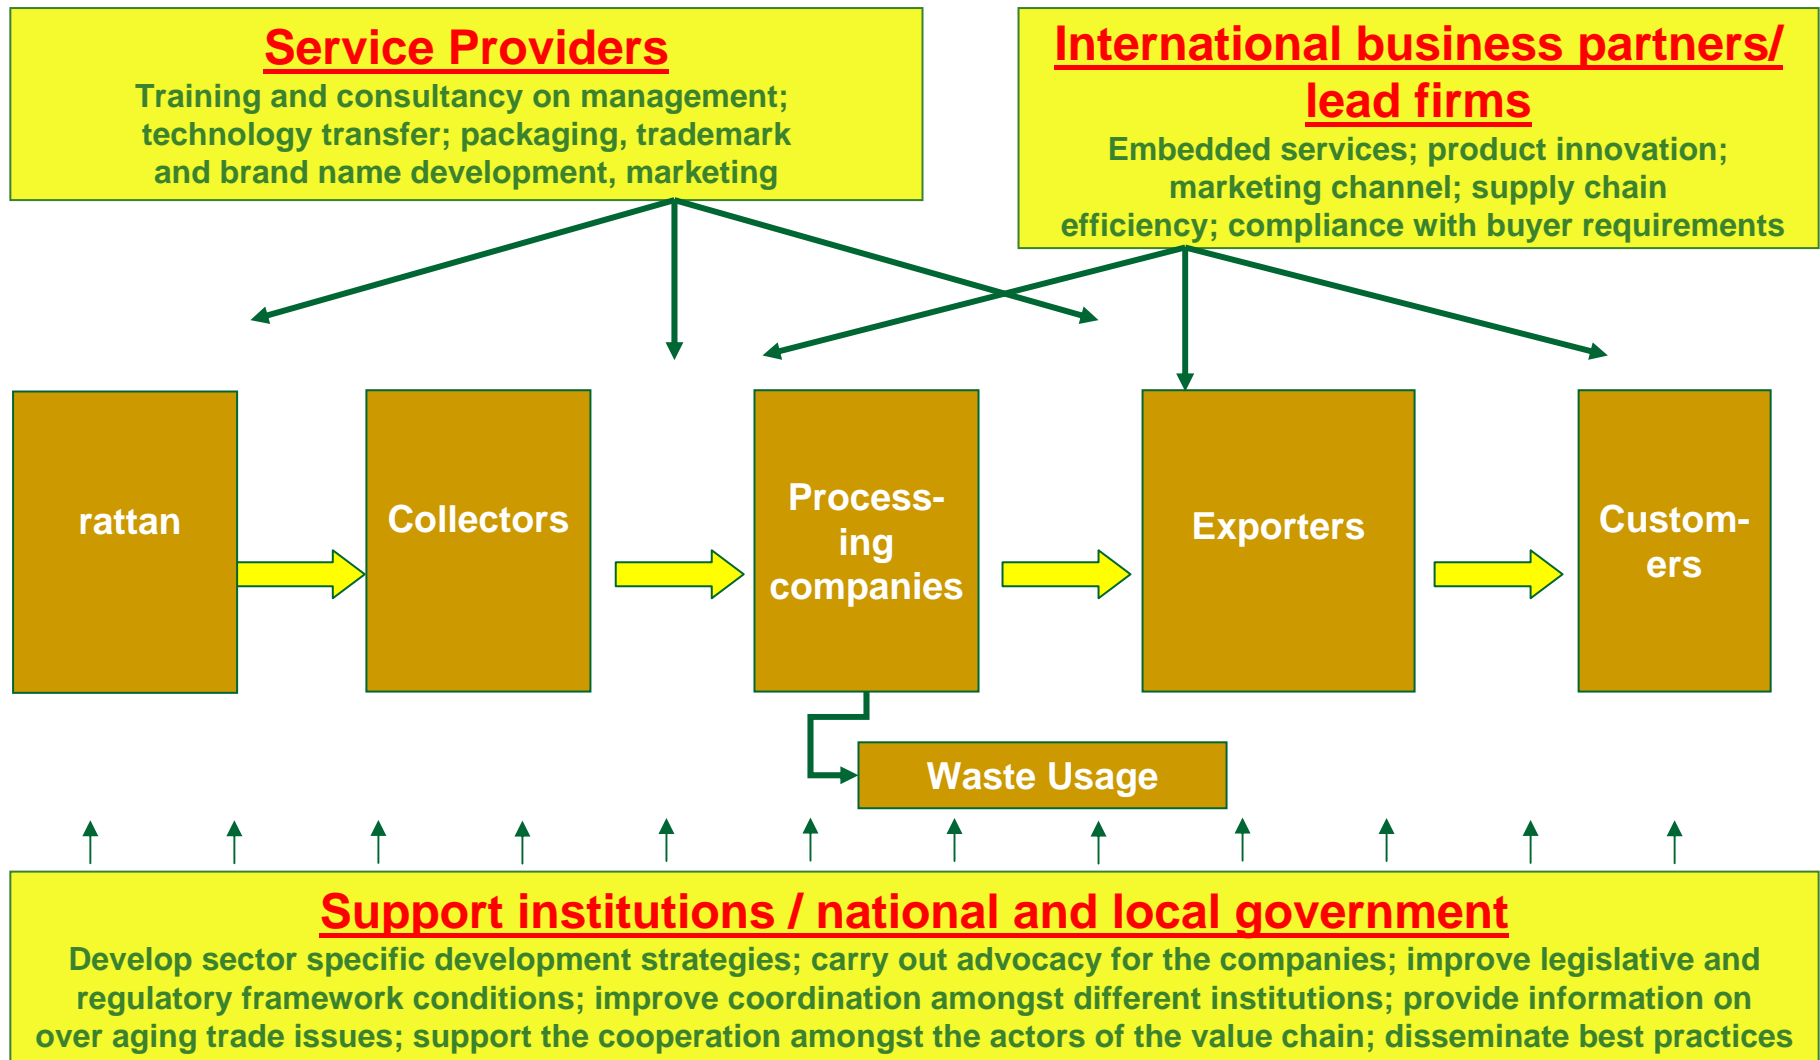 Service Providers
Training and consultancy on management;
technology transfer; packaging, trademark
and brand name development, marketing
International business partners/
lead firms
Embedded services; product innovation;
marketing channel; supply chain
efficiency; compliance with buyer requirements
rattan
Collectors
Process-
ing
companies
Exporters
Custom-
ers
Waste Usage
Support institutions / national and local government
Develop sector specific development strategies; carry out advocacy for the companies; improve legislative and
regulatory framework conditions; improve coordination amongst different institutions; provide information on
over aging trade issues; support the cooperation amongst the actors of the value chain; disseminate best practices